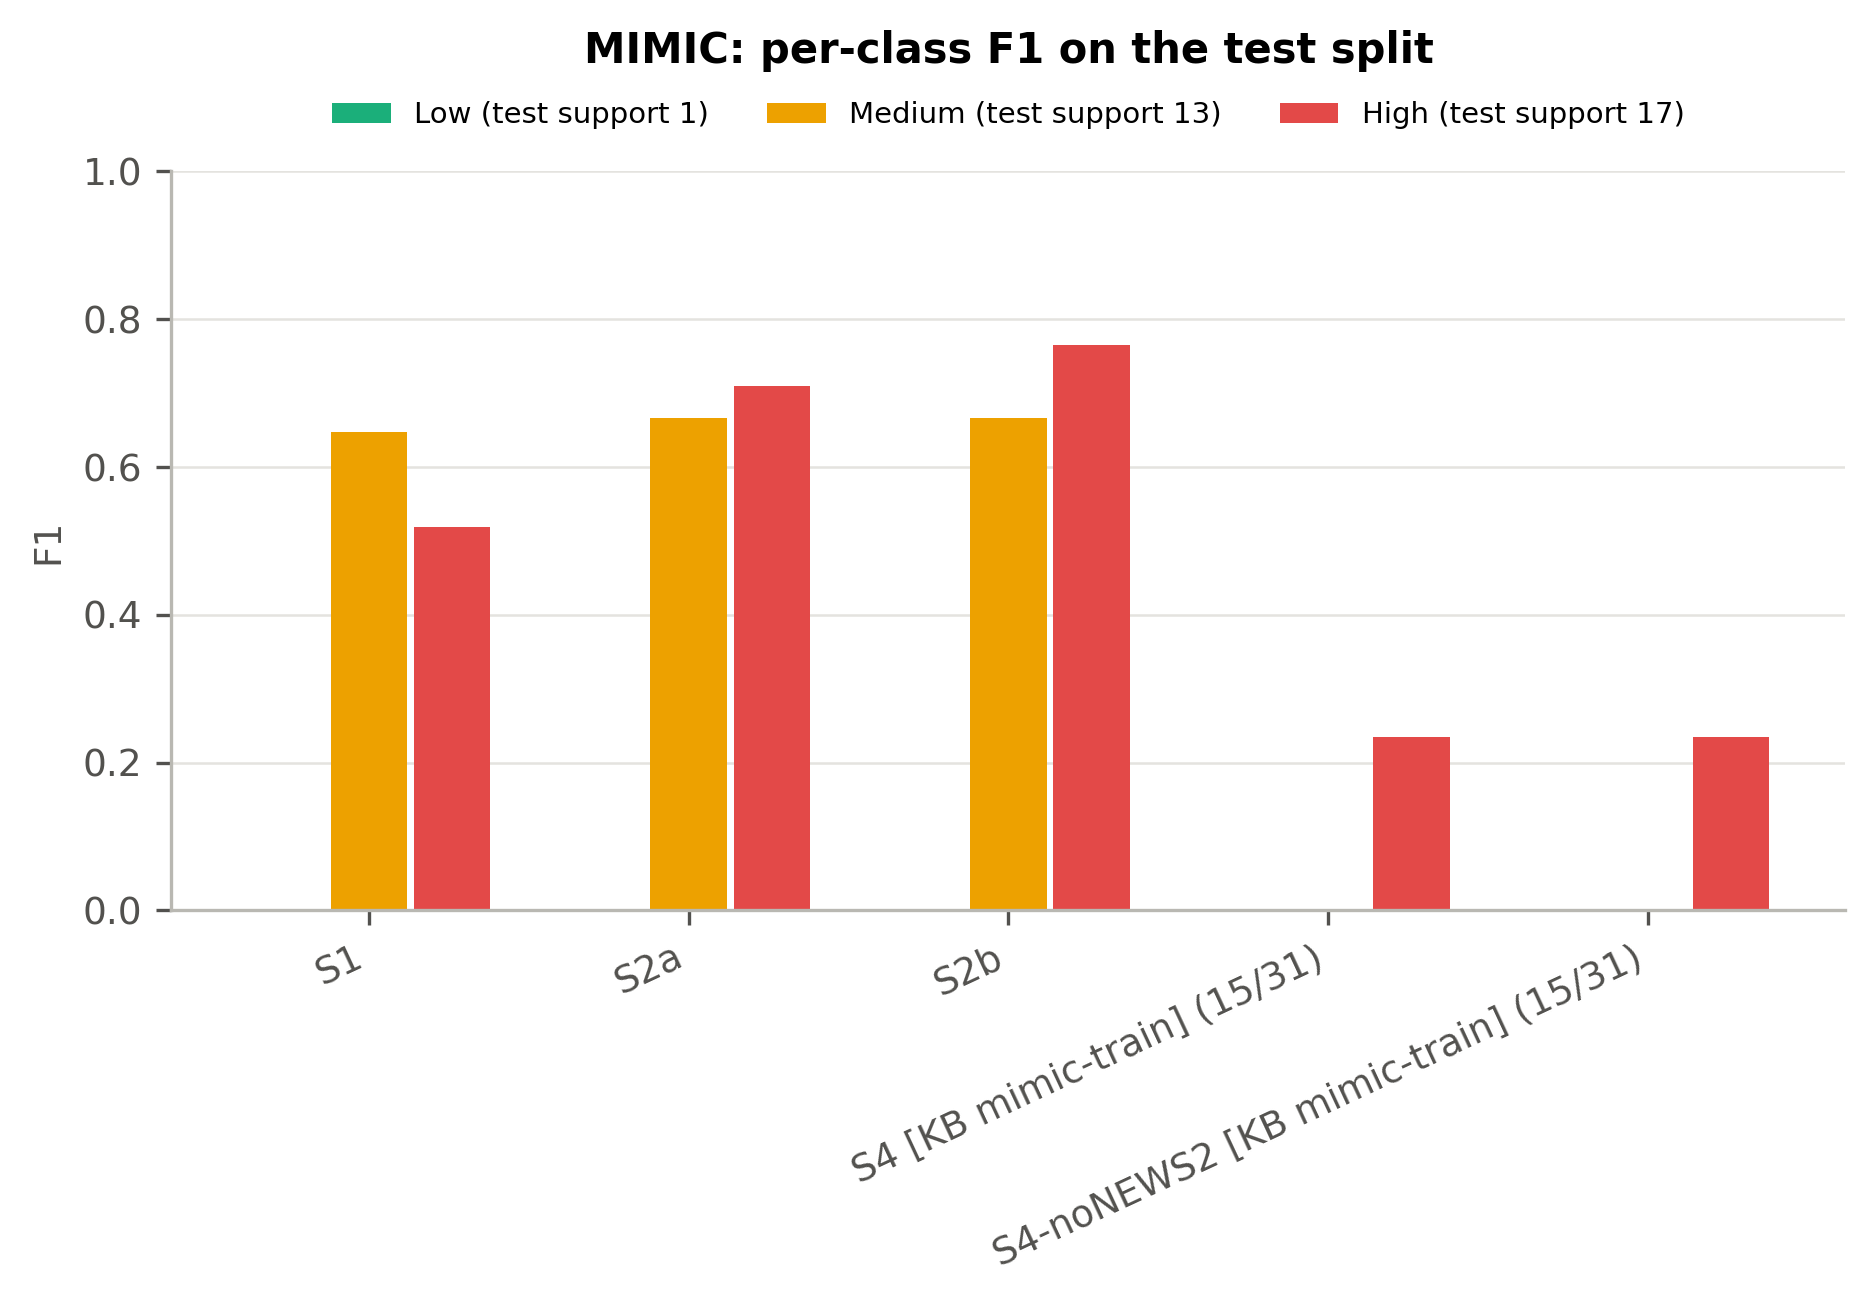 MIMIC: per-class F1 on the test split
Low (test support 1)
Medium (test support 13)
High (test support 17)
1.0
0.8
0.6
0.4
0.2
0.0
F1
S1
S2a
S2b
S4 [KB mimic-train] (15/31)
S4-noNEWS2 [KB mimic-train] (15/31)